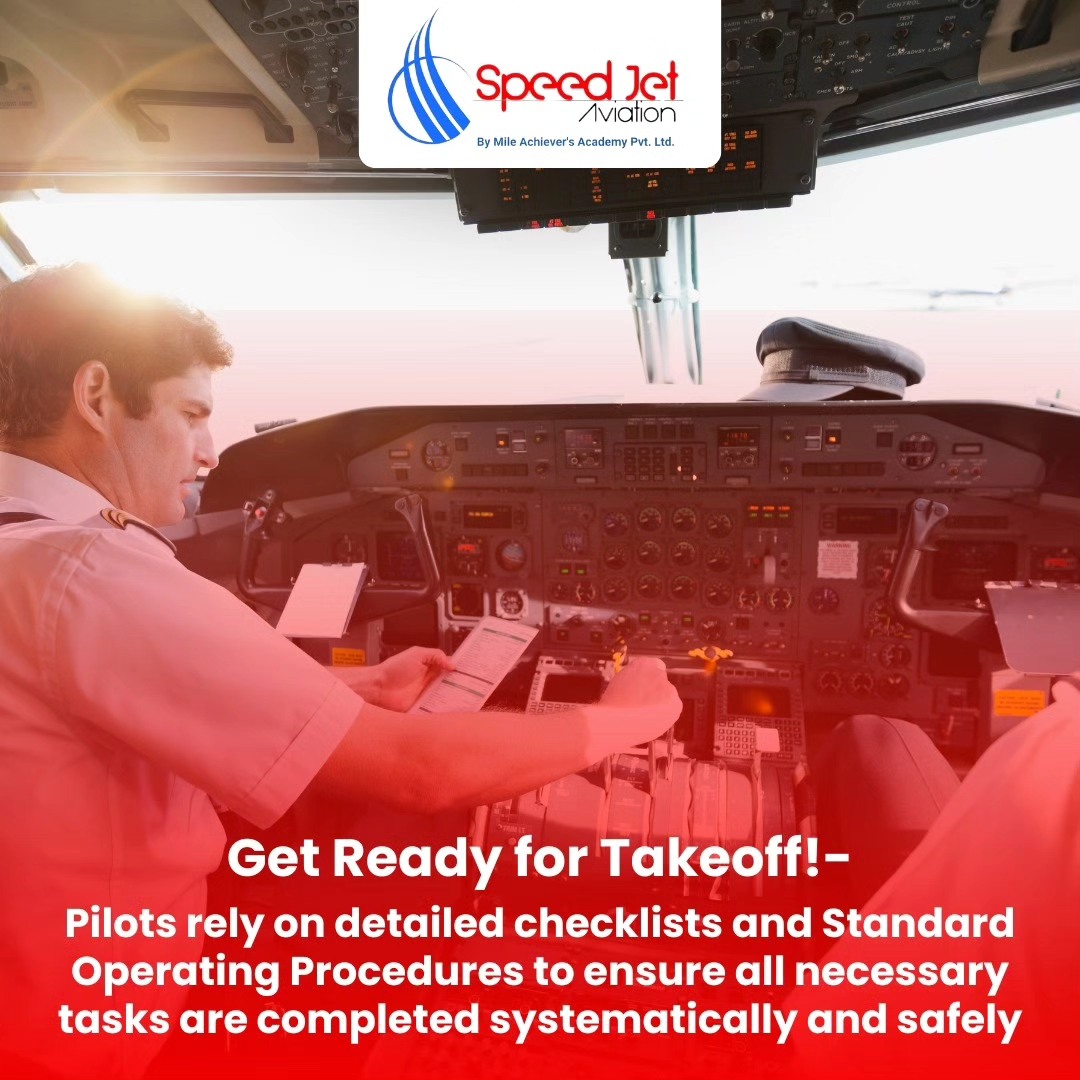 Speed Jet
Aviation
By Mile Achiever's Academy Pvt. Ltd.
Get Ready for Takeoff!-
Pilots rely on detailed checklists and Standard
Operating Procedures to ensure all necessary
tasks are completed systematically and safely